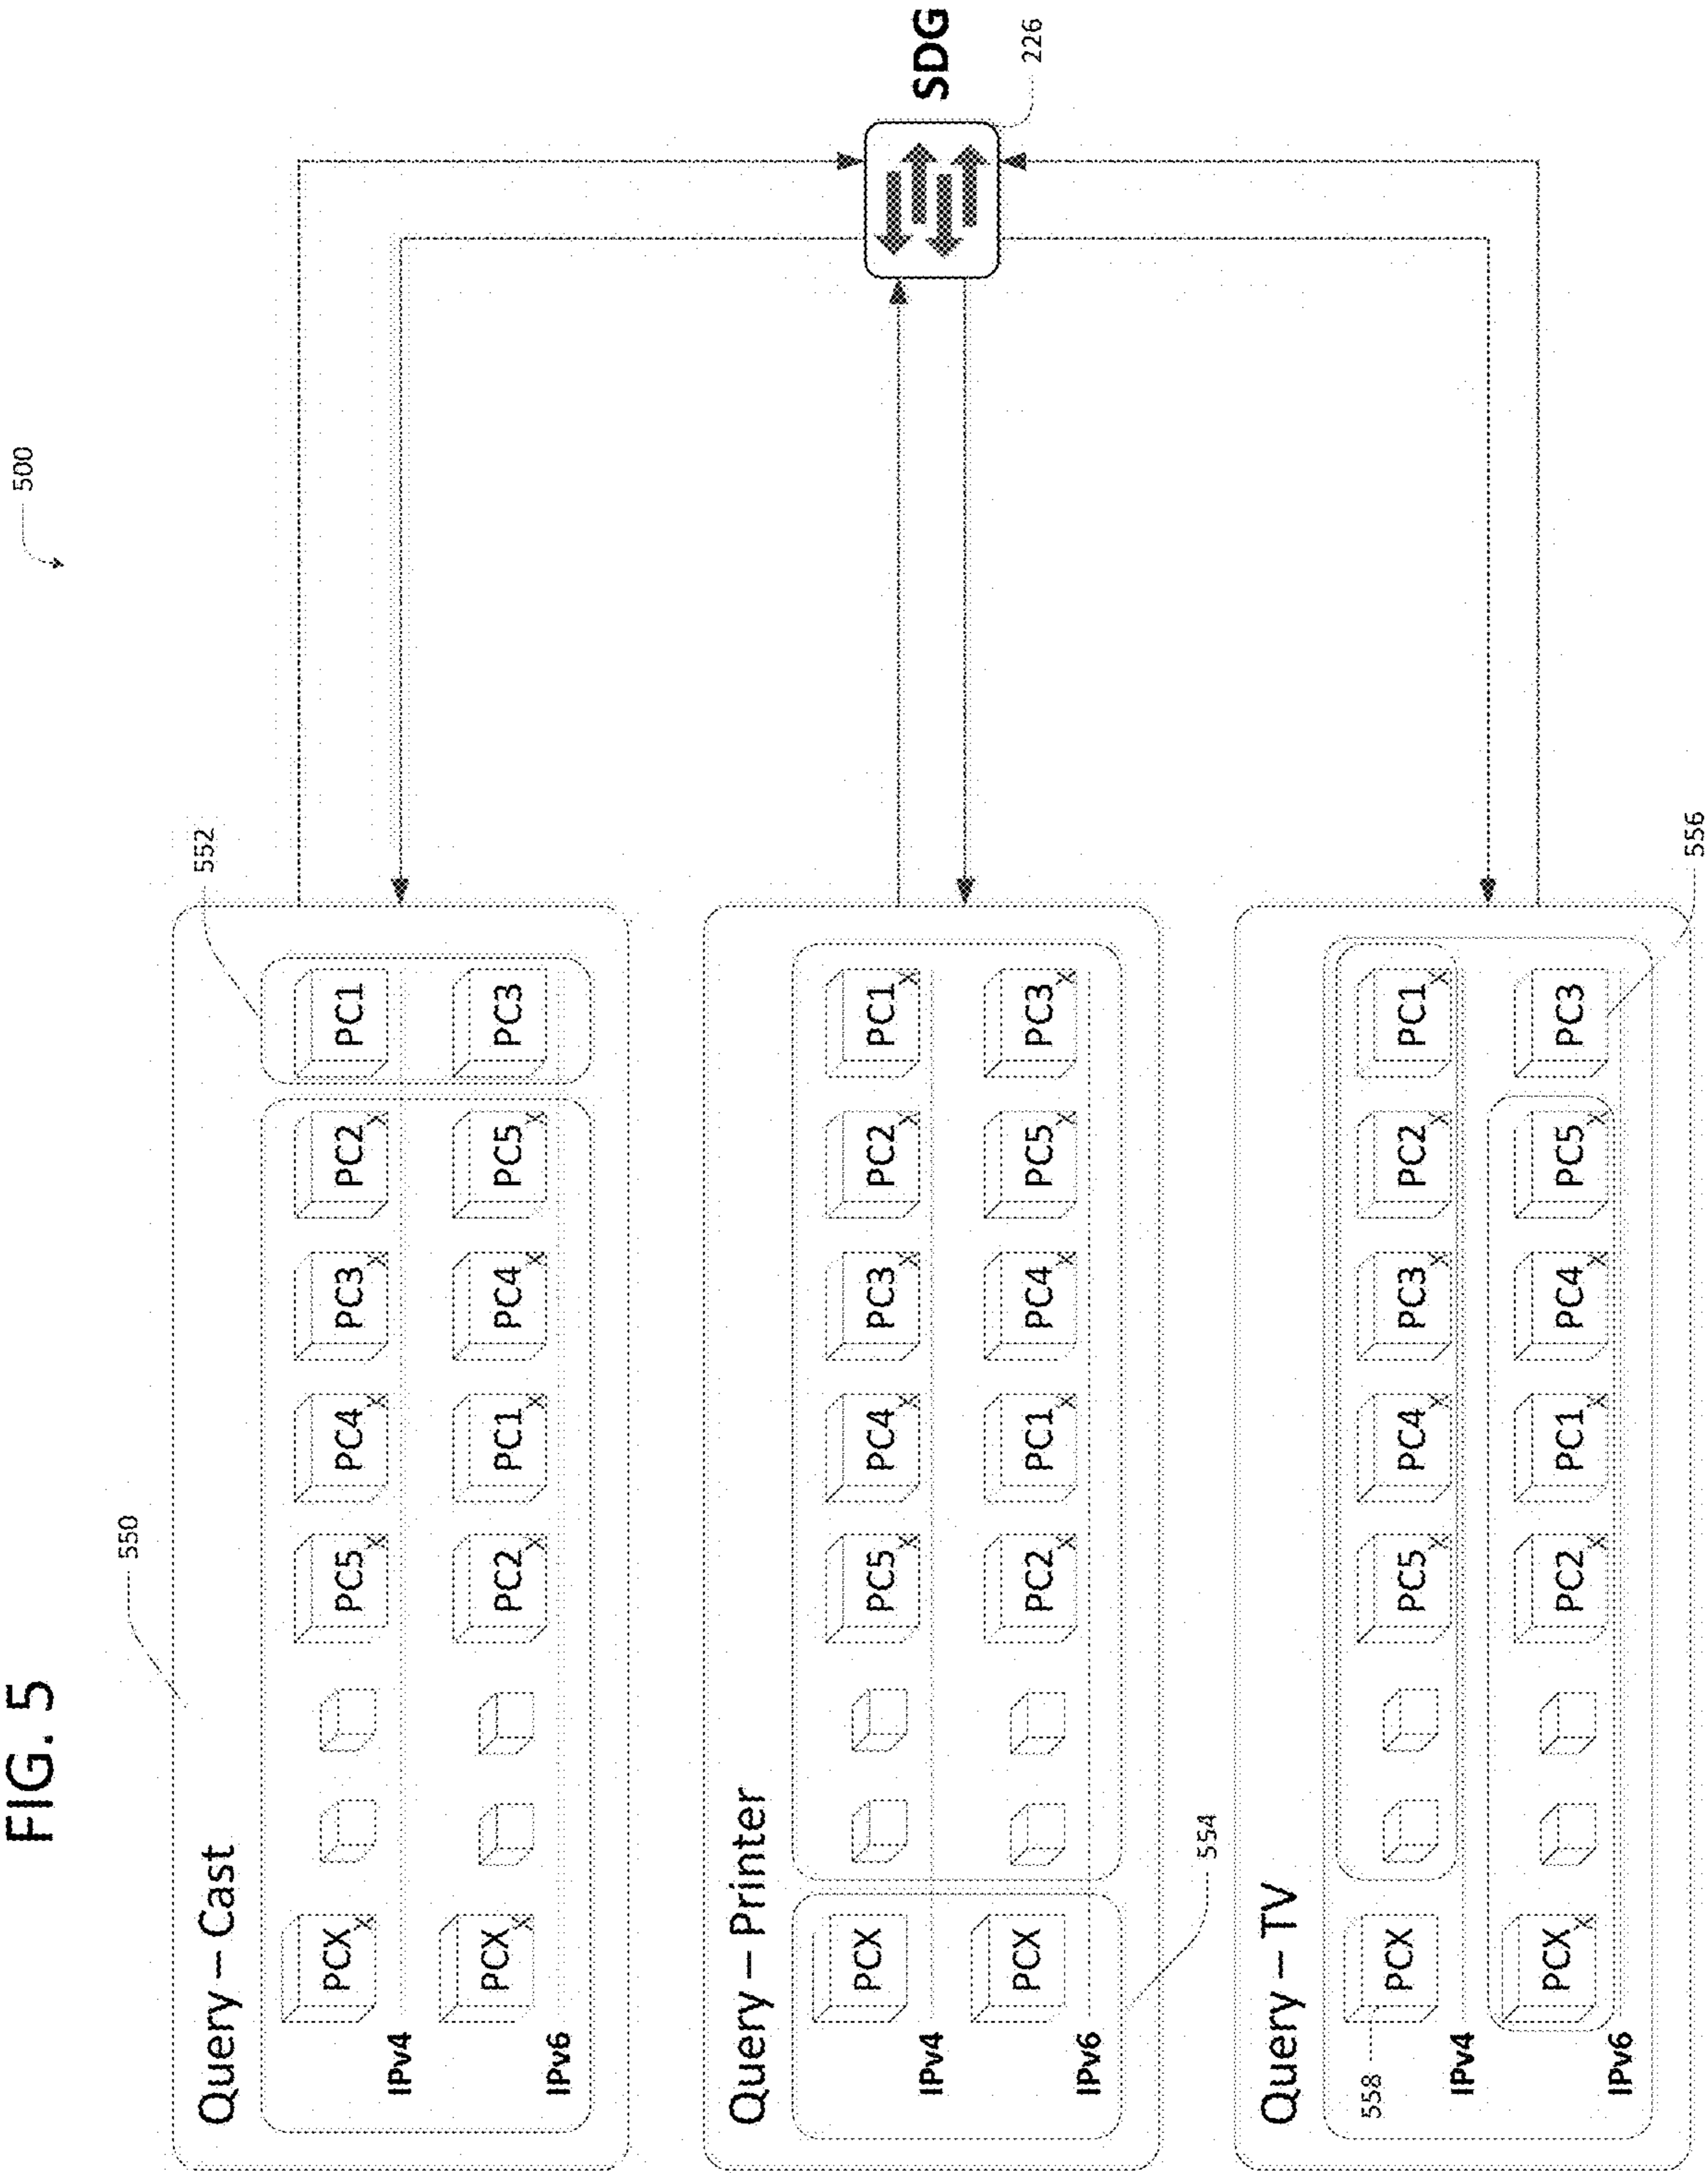 FIG. 5
500
550
552
Query – Cast
PCX X PC5 X PC4 X PC3 X PC2 X PC1
IPv4
PCX X PC2 X PC1 X PC4 X PC5 X PC3
IPv6
Query – Printer
PCX PC5 X PC4 X PC3 X PC2 X PC1 X
IPv4
PCX PC2 X PC1 X PC4 X PC5 X PC3 X
IPv6
SDG
226
554
Query – TV
PCX PC5 X PC4 X PC3 X PC2 X PC1 X
558
IPv4
PCX X PC2 X PC1 X PC4 X PC5 X PC3
IPv6
556